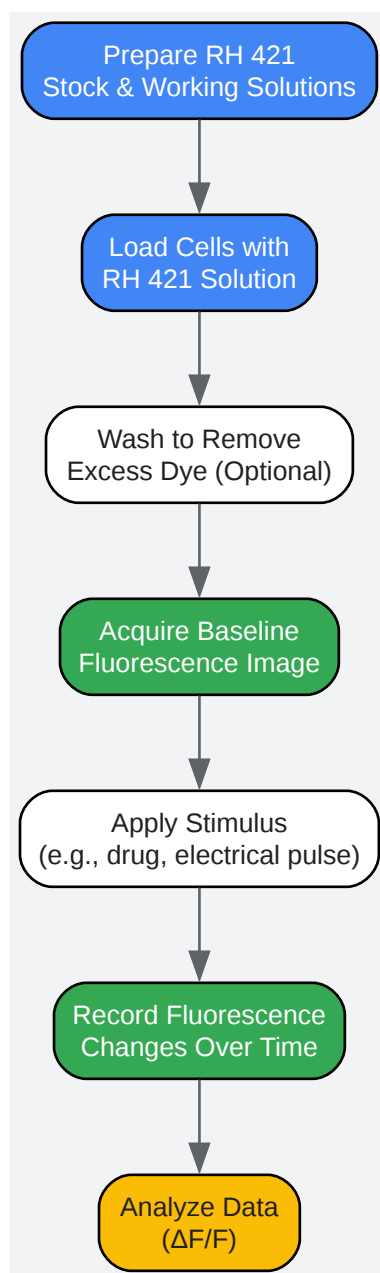 Prepare RH 421
Stock & Working Solutions
Load Cells with
RH 421 Solution
Wash to Remove
Excess Dye (Optional)
Acquire Baseline
Fluorescence Image
Apply Stimulus
(e.g., drug, electrical pulse)
Record Fluorescence
Changes Over Time
Analyze Data
(ΔF/F)